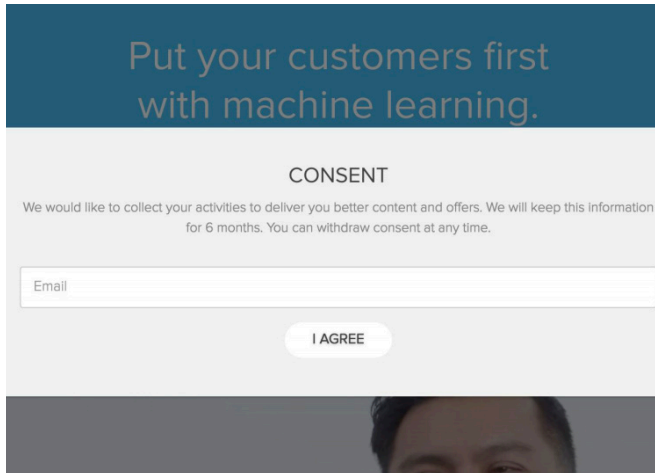 Put your customers first
with machine learning.
CONSENT
We would like to collect your activities to deliver you better content and offers. We will keep this information
for 6 months. You can withdraw consent at any time.
Email
I AGREE